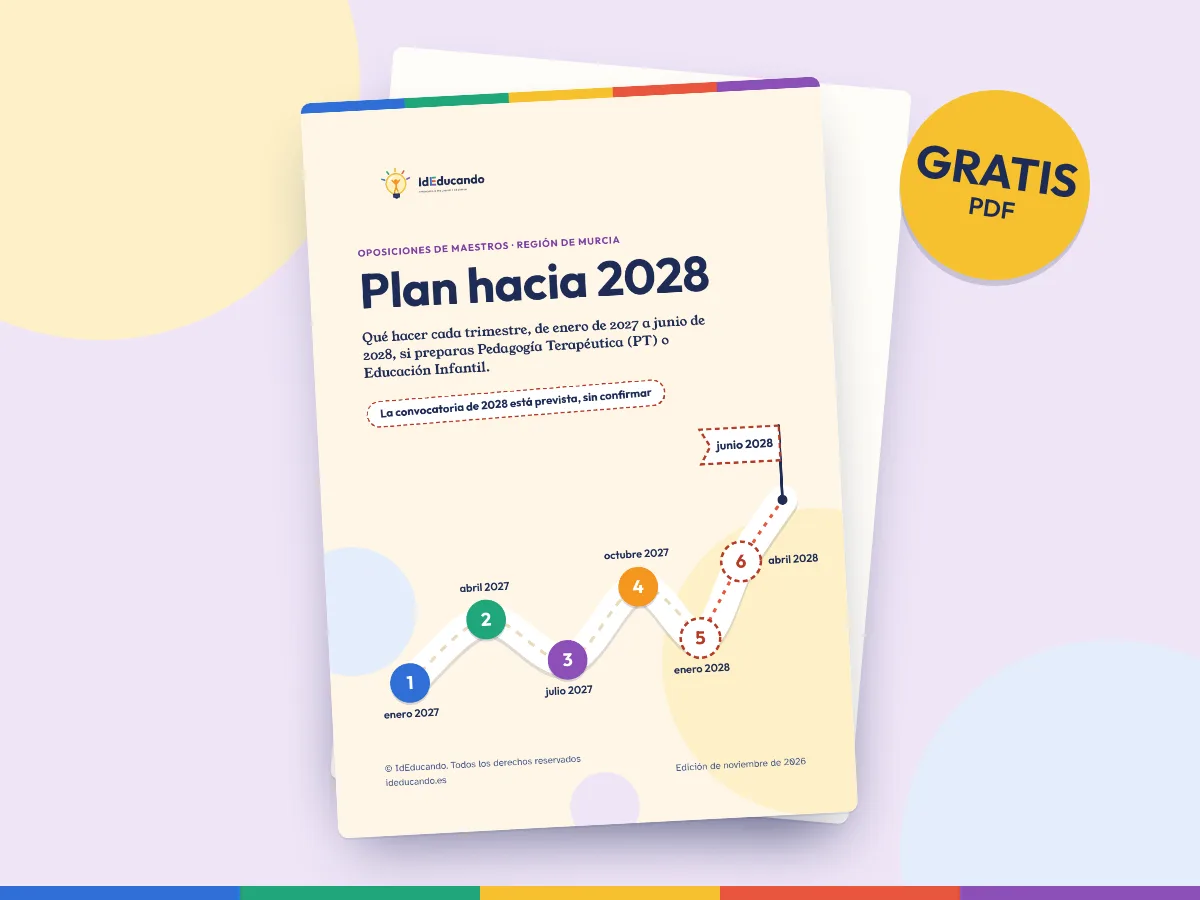 IdEducando
OPOSICIONES DE MAESTROS · REGIÓN DE MURCIA
Plan hacia 2028
Qué hacer cada trimestre, de enero de 2027 a junio de
2028, si preparas Pedagogía Terapéutica (PT) o
Educación Infantil.
La convocatoria de 2028 está prevista, sin confirmar
GRATIS
PDF
junio 2028
octubre 2027
4
6
abril 2028
abril 2027
2
5
enero 2028
3
julio 2027
1
enero 2027
© IdEducando. Todos los derechos reservados
ideducando.es
Edición de noviembre de 2026